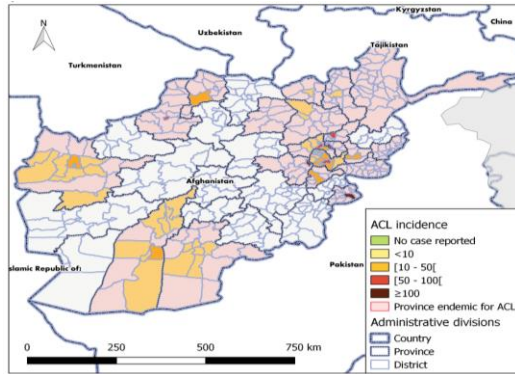 Kyrgyzstan
China
Uzbekistan
N
Tajikistan
Turkmenistan
Afghanistan
Islamic Republic of:
Pakistan
ACL incidence
No case reported
<10
[10 - 50[
[50 - 100[
≥100
Province endemic for ACL
Administrative divisions
Country
Province
District
0 250 500 750 km